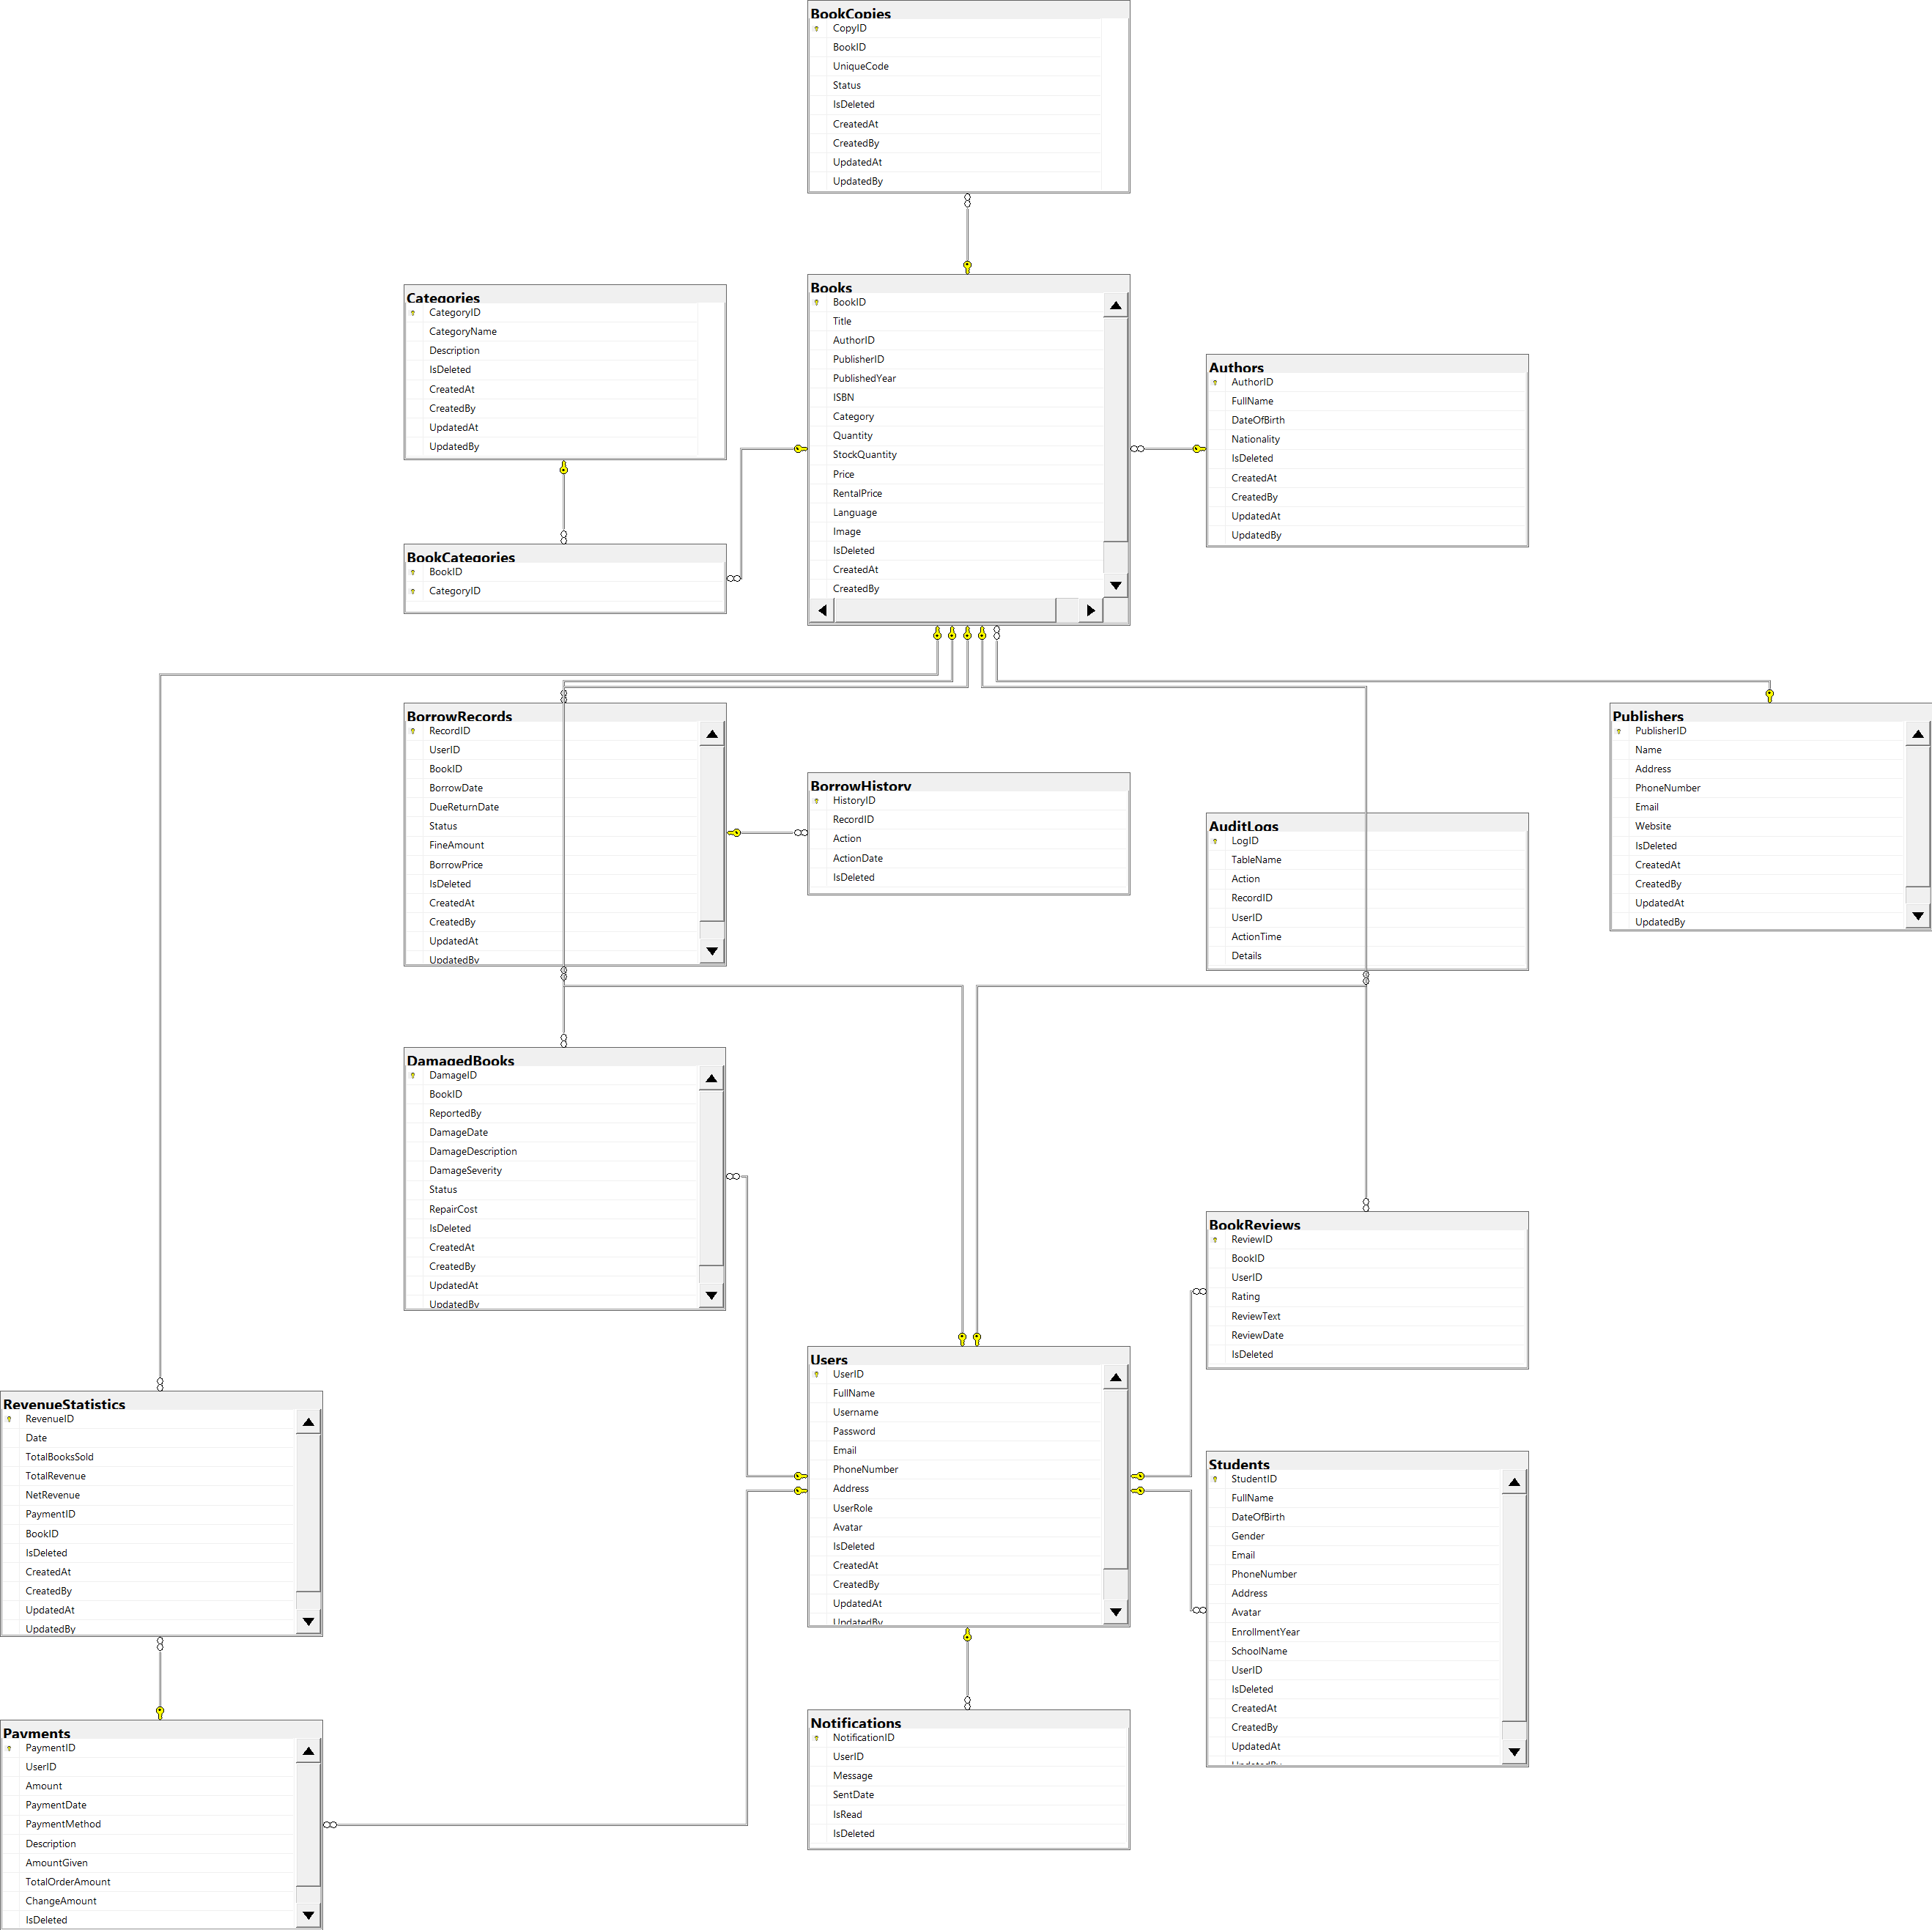 BookCopies
CopyID
BookID
UniqueCode
Status
IsDeleted
CreatedAt
CreatedBy
UpdatedAt
UpdatedBy
Categories
CategoryID
CategoryName
Description
IsDeleted
CreatedAt
CreatedBy
UpdatedAt
UpdatedBy
Books
BookID
Title
AuthorID
PublisherID
PublishedYear
ISBN
Category
Quantity
StockQuantity
Price
RentalPrice
Language
Image
IsDeleted
CreatedAt
CreatedBy
Authors
AuthorID
FullName
DateOfBirth
Nationality
IsDeleted
CreatedAt
CreatedBy
UpdatedAt
UpdatedBy
BookCategories
BookID
CategoryID
BorrowRecords
RecordID
UserID
BookID
BorrowDate
DueReturnDate
Status
FineAmount
BorrowPrice
IsDeleted
CreatedAt
CreatedBy
UpdatedAt
UpdatedBy
BorrowHistory
HistoryID
RecordID
Action
ActionDate
IsDeleted
AuditLogs
LogID
TableName
Action
RecordID
UserID
ActionTime
Details
Publishers
PublisherID
Name
Address
PhoneNumber
Email
Website
IsDeleted
CreatedAt
CreatedBy
UpdatedAt
UpdatedBy
DamagedBooks
DamageID
BookID
ReportedBy
DamageDate
DamageDescription
DamageSeverity
Status
RepairCost
IsDeleted
CreatedAt
CreatedBy
UpdatedAt
UpdatedBy
BookReviews
ReviewID
BookID
UserID
Rating
ReviewText
ReviewDate
IsDeleted
Users
UserID
FullName
Username
Password
Email
PhoneNumber
Address
UserRole
Avatar
IsDeleted
CreatedAt
CreatedBy
UpdatedAt
UpdatedBy
RevenueStatistics
RevenueID
Date
TotalBooksSold
TotalRevenue
NetRevenue
PaymentID
BookID
IsDeleted
CreatedAt
CreatedBy
UpdatedAt
UpdatedBy
Students
StudentID
FullName
DateOfBirth
Gender
Email
PhoneNumber
Address
Avatar
EnrollmentYear
SchoolName
UserID
IsDeleted
CreatedAt
CreatedBy
UpdatedAt
UpdatedBy
Payments
PaymentID
UserID
Amount
PaymentDate
PaymentMethod
Description
AmountGiven
TotalOrderAmount
ChangeAmount
IsDeleted
Notifications
NotificationID
UserID
Message
SentDate
IsRead
IsDeleted